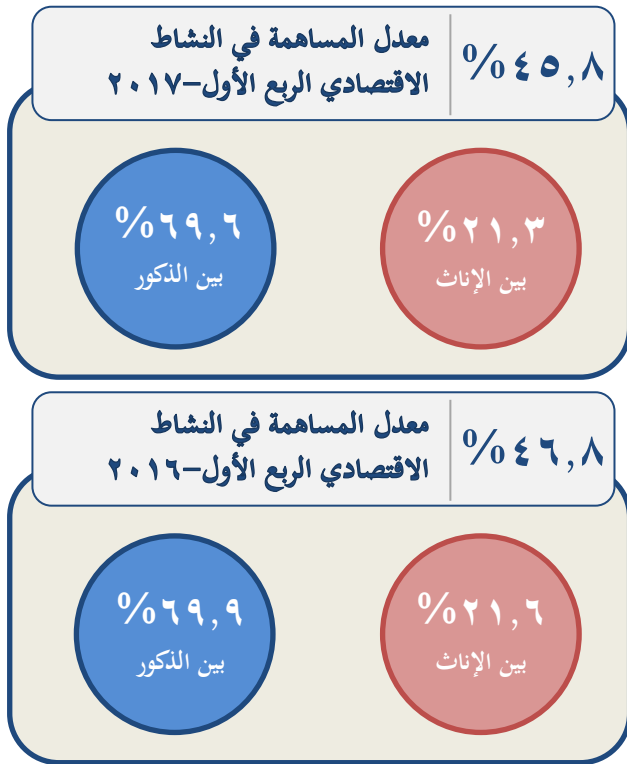 %٤٥,٨
معدل المساهمة في النشاط
الاقتصادي الربع الأول–٢٠١٧
%٢١,٣
بين الإناث
%٦٩,٦
بين الذكور
%٤٦,٨
معدل المساهمة في النشاط
الاقتصادي الربع الأول–٢٠١٦
%٢١,٦
بين الإناث
%٦٩,٩
بين الذكور